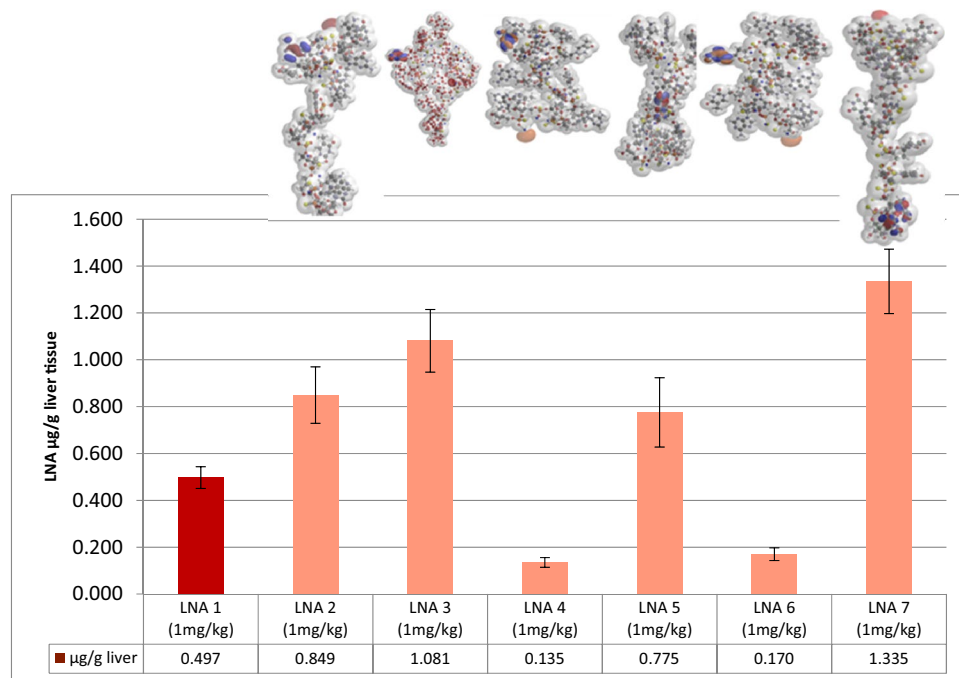 1.600
1.400
1.200
1.000
0.800
0.600
0.400
0.200
0.000
LNA µg/g liver tissue
LNA 1 LNA 2 LNA 3 LNA 4 LNA 5 LNA 6 LNA 7
(1mg/kg) (1mg/kg) (1mg/kg) (1mg/kg) (1mg/kg) (1mg/kg) (1mg/kg)
µg/g liver 0.497 0.849 1.081 0.135 0.775 0.170 1.335